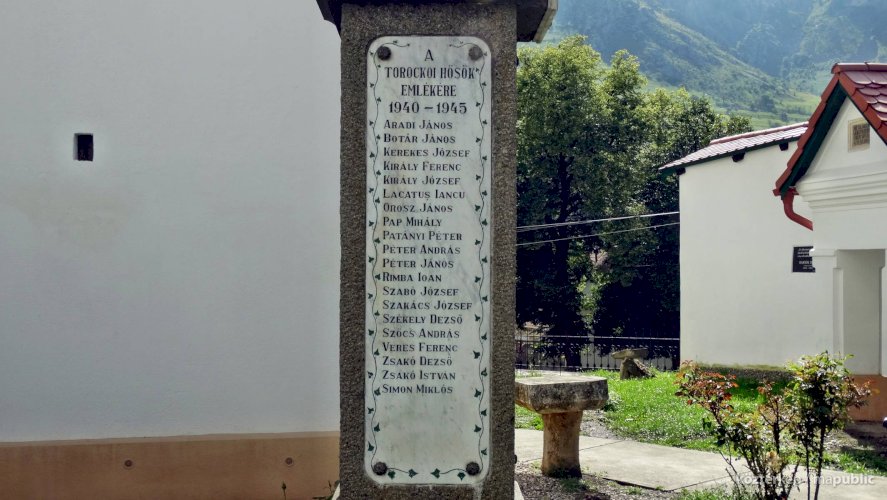 A
TOROCKOI HŐSÖK
EMLÉKÉRE
1940 – 1945
ARADI JÁNOS
BOTÁR JÁNOS
KEREKES JÓZSEF
KIRÁLY FERENC
KIRÁLY JÓZSEF
LACATUS IANCU
OROSZ JÁNOS
PAP MIHÁLY
PATÁNYI PÉTER
PÉTER ANDRÁS
PÉTER JÁNOS
RIMBA IOAN
SZABÓ JÓZSEF
SZAKÁCS JÓZSEF
SZÉKELY DEZSŐ
SZŐCS ANDRÁS
VERES FERENC
ZSAKÓ DEZSŐ
ZSAKÓ ISTVÁN
SIMON MIKLÓS